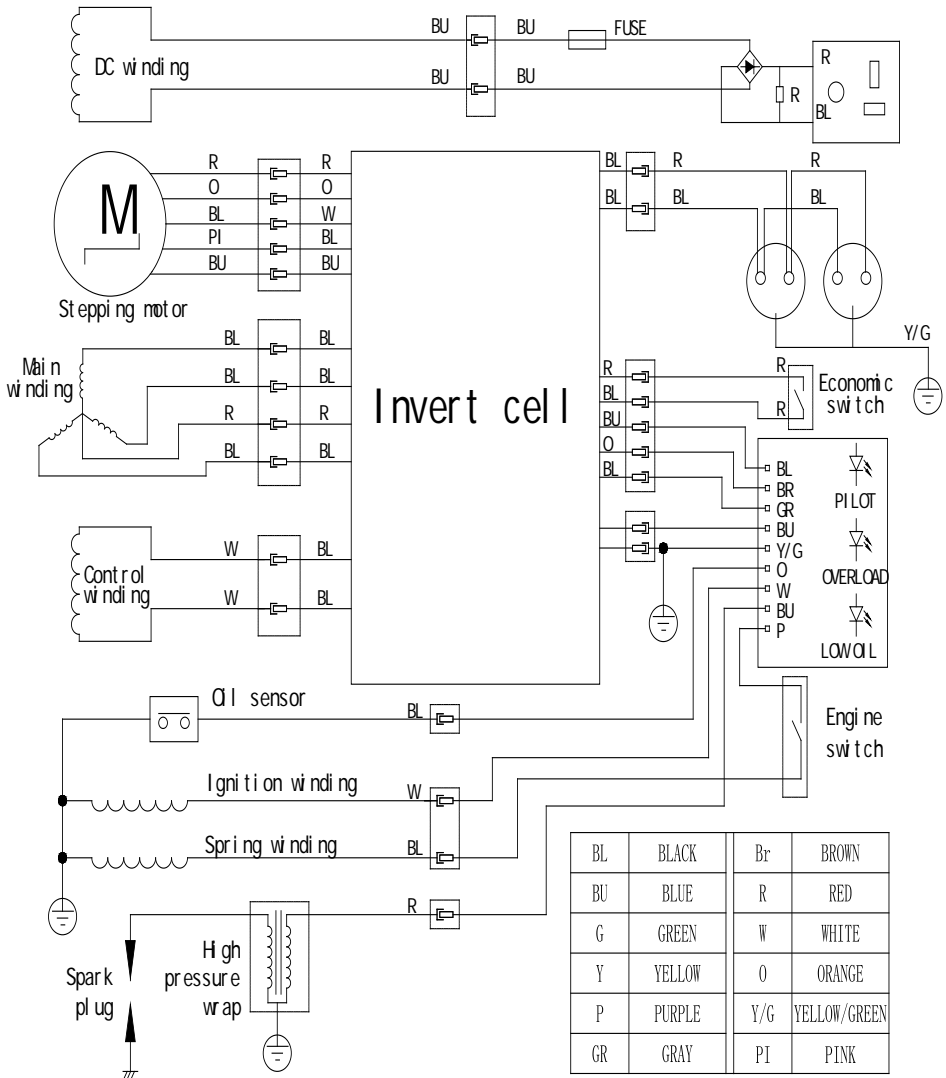 DC winding
BU
BU
FUSE
BU
BU
R
R
BL
M
Stepping motor
R
R
O
O
BL
W
PI
BL
BU
BU
Invert cell
BL
R
R
BL
BL
BL
Y/G
Main
winding
BL
BL
BL
BL
R
R
BL
BL
R
BL
BU
O
BL
R
R
Economic
switch
BL
BR
GR
BU
Y/G
O
W
BU
P
PILOT
OVERLOAD
LOWOIL
Control
winding
W
BL
W
BL
Oil sensor
BL
Engine
switch
Ignition winding
W
Spring winding
BL
R
Spark
plug
High
pressure
wrap
BL BLACK Br BROWN
BU BLUE R RED
G GREEN W WHITE
Y YELLOW O ORANGE
P PURPLE Y/G YELLOW/GREEN
GR GRAY PI PINK